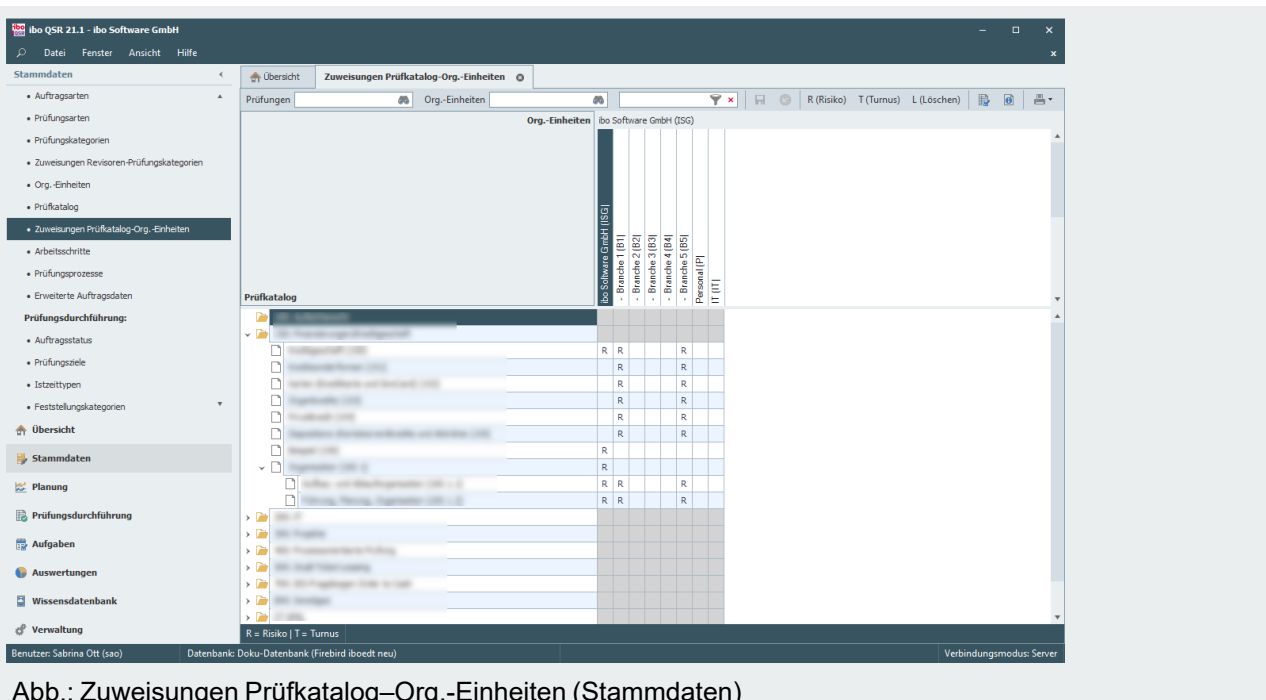 ibo QSR 21.1 - ibo Software GmbH
Datei Fenster Ansicht Hilfe
Stammdaten
Übersicht
Zuweisungen Prüfkatalog-Org.-Einheiten
• Auftragsarten
• Prüfungsarten
• Prüfungskategorien
• Zuweisungen Revisoren-Prüfungskategorien
• Org.-Einheiten
• Prüfkatalog
• Zuweisungen Prüfkatalog-Org.-Einheiten
• Arbeitsschritte
• Prüfungsprozesse
• Erweiterte Auftragsdaten
Prüfungsdurchführung:
• Auftragsstatus
• Prüfungsziele
• Istzeittypen
• Feststellungskategorien
Übersicht
Stammdaten
Planung
Prüfungsdurchführung
Aufgaben
Auswertungen
Wissensdatenbank
Verwaltung
Prüfungen
Org.-Einheiten
R (Risiko) T (Turnus) L (Löschen)
Org.-Einheiten
ibo Software GmbH (ISG)
ibo Software GmbH (ISG|
- Branche 1 (B1|
- Branche 2 (B2|
- Branche 3 (B3|
- Branche 4 (B4|
- Branche 5 (B5|
Personal (P|
IT (IT|
Prüfkatalog
R R R
R R
R R
R R
R R
R R
R
R
R R R
R R R
R = Risiko | T = Turnus
Benutzer: Sabrina Ott (sao)
Datenbank: Doku-Datenbank (Firebird iboedt neu)
Verbindungsmodus: Server
Abb.: Zuweisungen Prüfkatalog–Org.-Einheiten (Stammdaten)